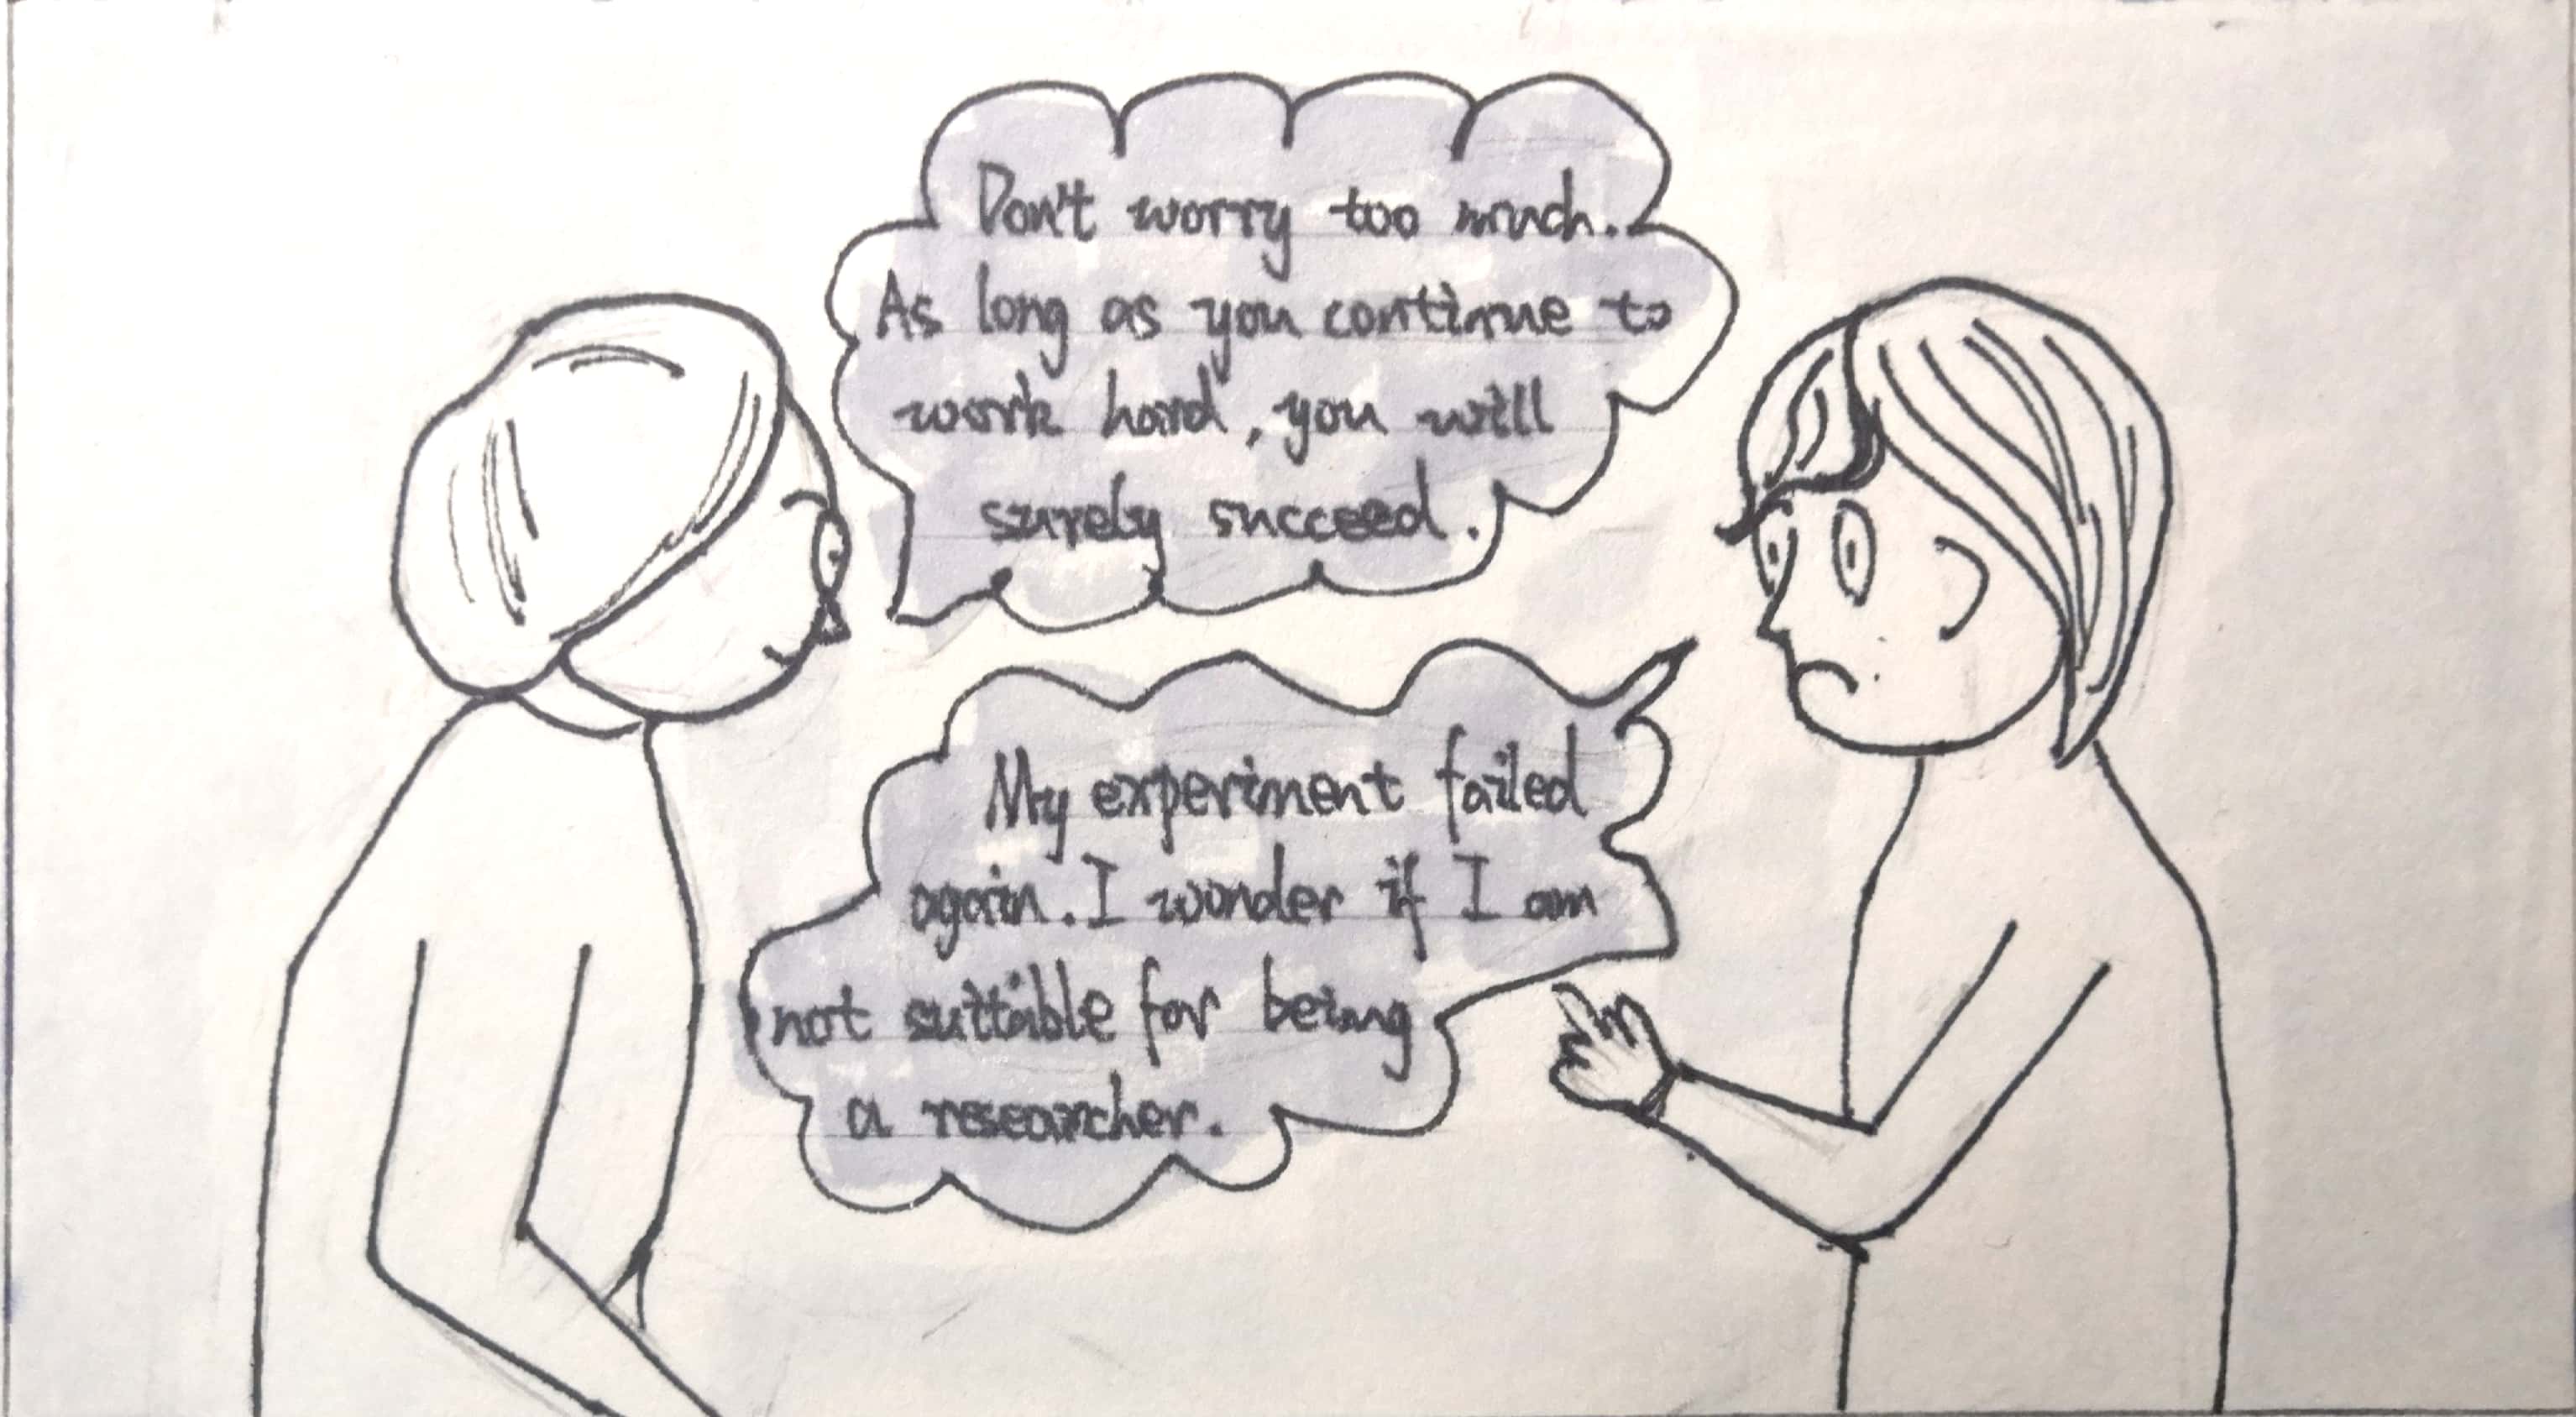 Don't worry too much.
As long as you continue to
work hard, you will
surely succeed.
My experiment failed
again. I wonder if I am
not suitable for being
a researcher.